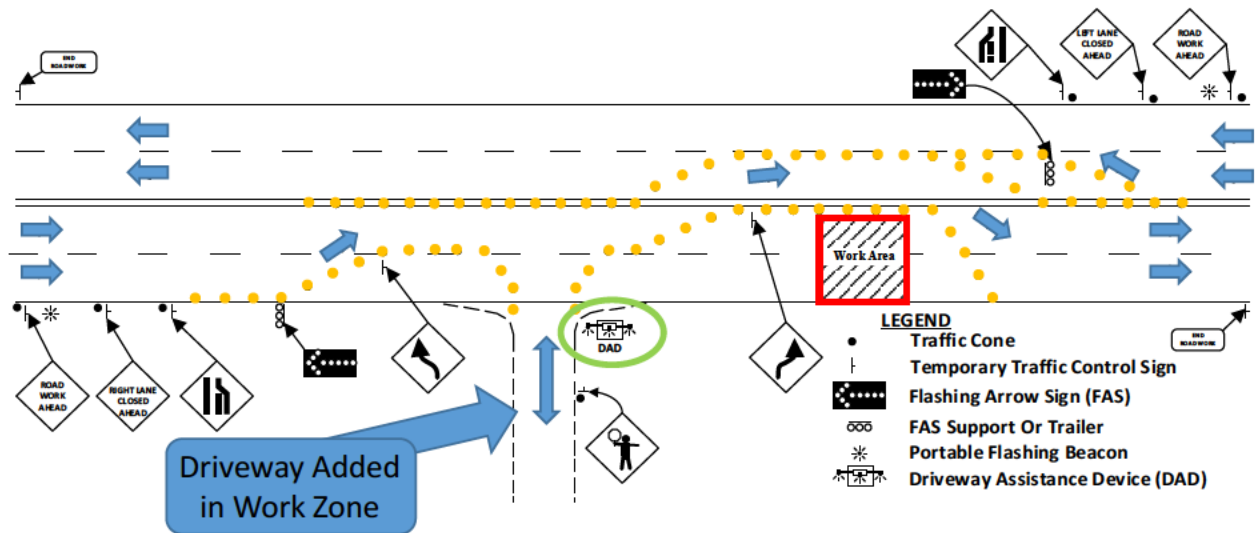 END
ROADWORK
LEFT LANE
CLOSED
AHEAD
ROAD
WORK
AHEAD
Work Area
DAD
ROAD
WORK
AHEAD
RIGHT LANE
CLOSED
AHEAD
END
ROADWORK
Driveway Added
in Work Zone
LEGEND
Traffic Cone
Temporary Traffic Control Sign
Flashing Arrow Sign (FAS)
FAS Support Or Trailer
Portable Flashing Beacon
Driveway Assistance Device (DAD)